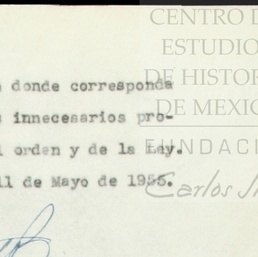 donde corresponda
innecesarios pro-
orden y de la Ley.
11 de Mayo de 1955.
CENTRO
ESTUDIO
DE HISTOR
DE MEXIC
FUNDACI
Carlos